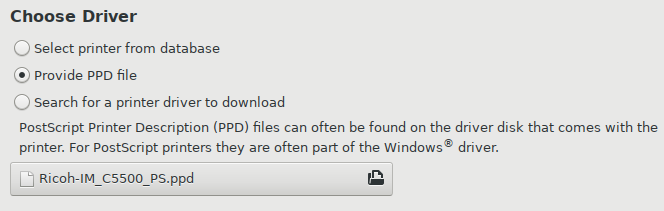 Choose Driver
Select printer from database
Provide PPD file
Search for a printer driver to download
PostScript Printer Description (PPD) files can often be found on the driver disk that comes with the
printer. For PostScript printers they are often part of the Windows® driver.
Ricoh-IM_C5500_PS.ppd